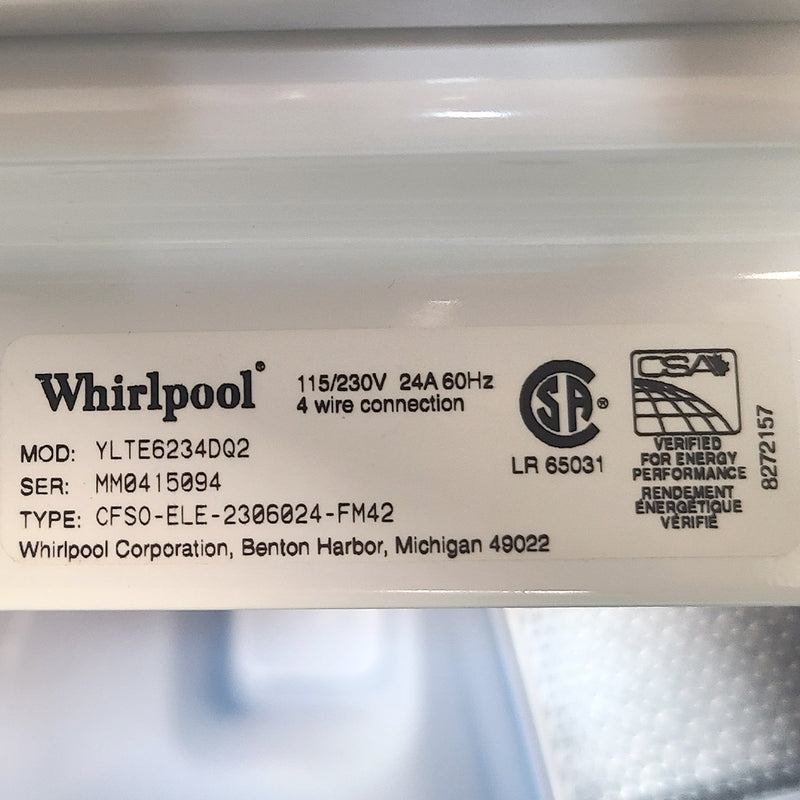 Whirlpool®
115/230V 24A 60Hz
4 wire connection
MOD: YLTE6234DQ2
SER: MM0415094
TYPE: CFSO-ELE-2306024-FM42
Whirlpool Corporation, Benton Harbor, Michigan 49022
SA®
LR 65031
CSA
VERIFIED
FOR ENERGY
PERFORMANCE
RENDEMENT
ÉNERGÉTIQUE
VÉRIFIÉ
8272157